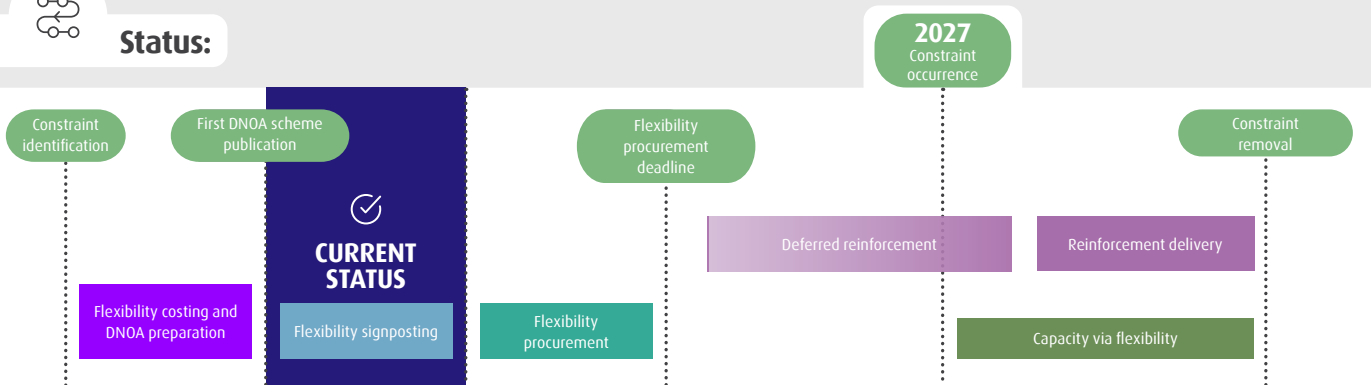 Status:
2027
Constraint
occurrence
Constraint
identification
First DNOA scheme
publication
Flexibility
procurement
deadline
Constraint
removal
CURRENT
STATUS
Deferred reinforcement
Reinforcement delivery
Flexibility costing and
DNOA preparation
Flexibility signposting
Flexibility
procurement
Capacity via flexibility